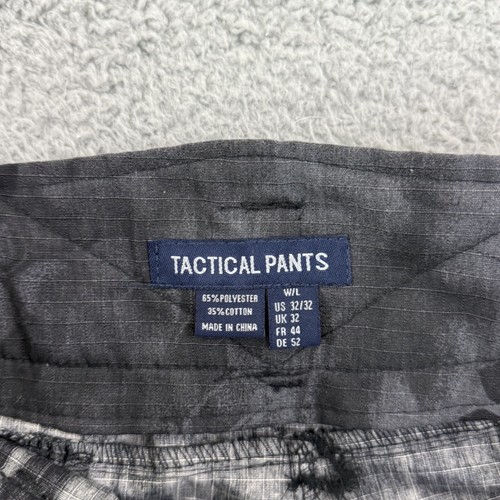 TACTICAL PANTS
65% POLYESTER
35% COTTON
MADE IN CHINA
W/L
US 32/32
UK 32
FR 44
DE 52